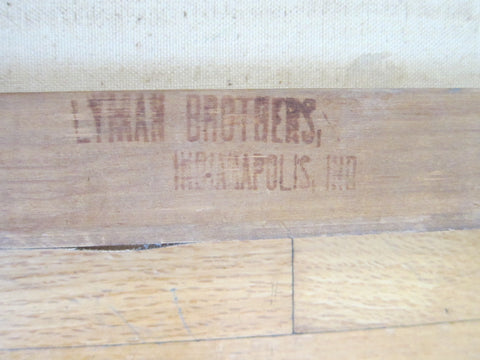 LYMAN BROTHERS,
INDIANAPOLIS, IND